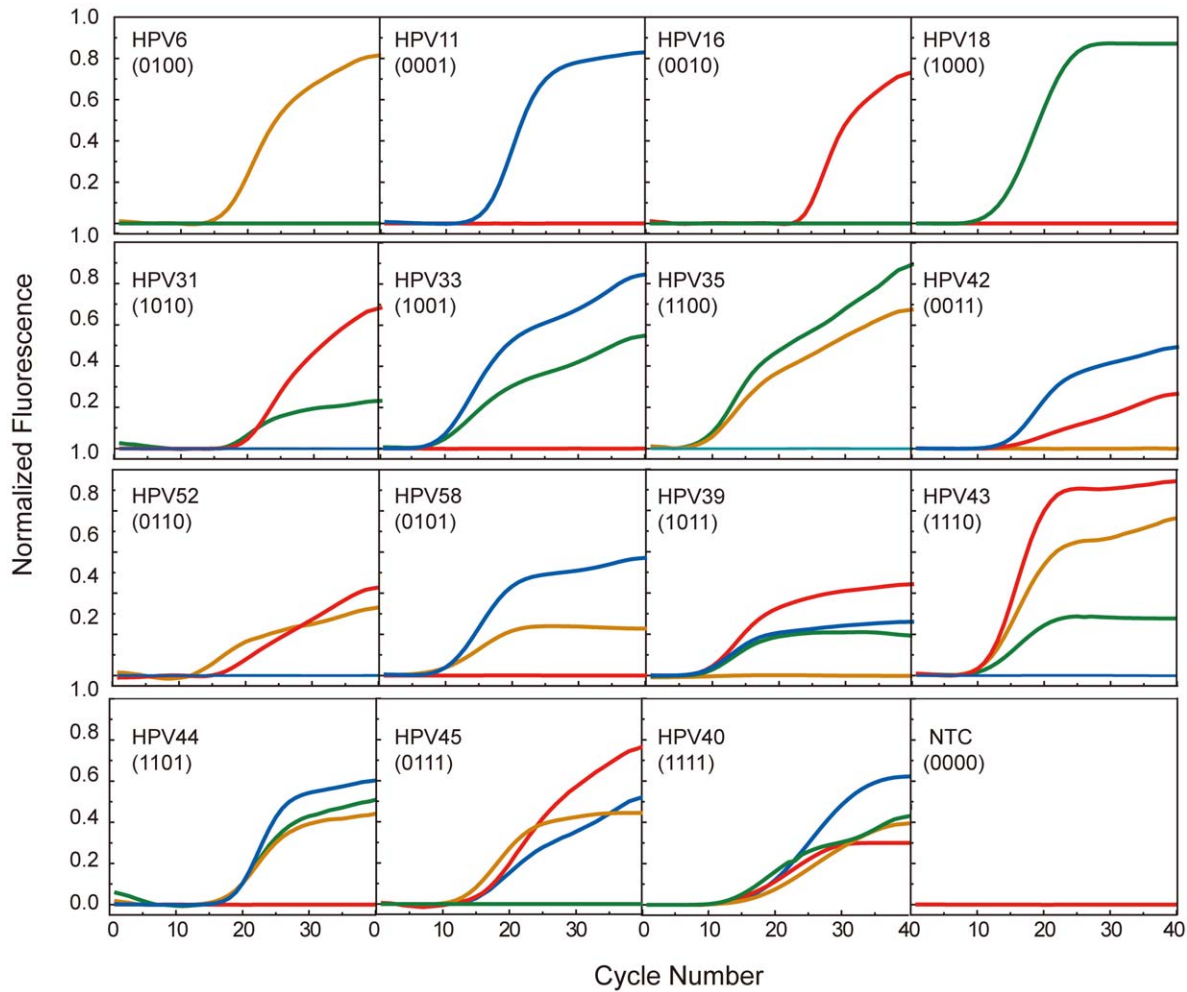 1.0
HPV6
(0100)
HPV11
(0001)
HPV16
(0010)
HPV18
(1000)
0.8
0.6
0.4
0.2
1.0
HPV31
(1010)
HPV33
(1001)
HPV35
(1100)
HPV42
(0011)
0.8
0.6
0.4
0.2
1.0
HPV52
(0110)
HPV58
(0101)
HPV39
(1011)
HPV43
(1110)
0.8
0.6
0.4
0.2
1.0
HPV44
(1101)
HPV45
(0111)
HPV40
(1111)
NTC
(0000)
0.8
0.6
0.4
0.2
0.0
0 10 20 30 0 10 20 30 0 10 20 30 40 10 20 30 40
Normalized Fluorescence
Cycle Number